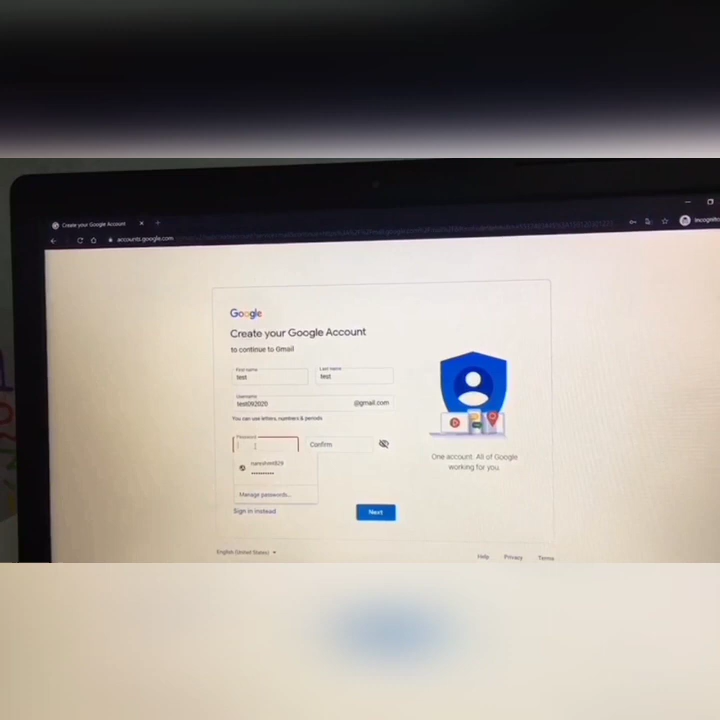 Create your Google Account
Incognito
accounts.google.com
Google
Create your Google Account
to continue to Gmail
First name
Last name
test
test
Username
test092020 @gmail.com
You can use letters, numbers & periods
Password
Confirm
Manage passwords...
Sign in instead
Next
One account. All of Google
working for you.
English (United States)
Help Privacy Terms